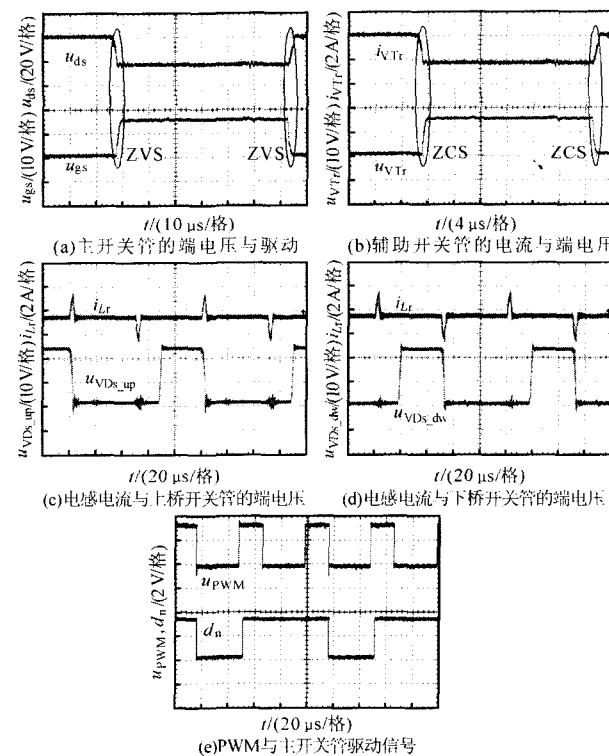 u_gs/(10 V/格) u_ds/(20 V/格)
u_ds
ZVS
ZVS
u_gs
t/(10 μs/格)
(a)主开关管的端电压与驱动
u_VTr/(10 V/格) i_VTr/(2A/格)
i_VTr
ZCS
ZCS
u_VTr
t/(4 μs/格)
(b)辅助开关管的电流与端电压
u_VDs_up/(10 V/格) i_Lr/(2A/格)
i_Lr
u_VDs_up
t/(20 μs/格)
(c)电感电流与上桥开关管的端电压
u_VDs_dw/(10 V/格) i_Lr/(2A/格)
i_Lr
u_VDs_dw
t/(20 μs/格)
(d)电感电流与下桥开关管的端电压
u_PWM, d_n/(2 V/格)
u_PWM
d_n
t/(20 μs/格)
(e)PWM与主开关管驱动信号